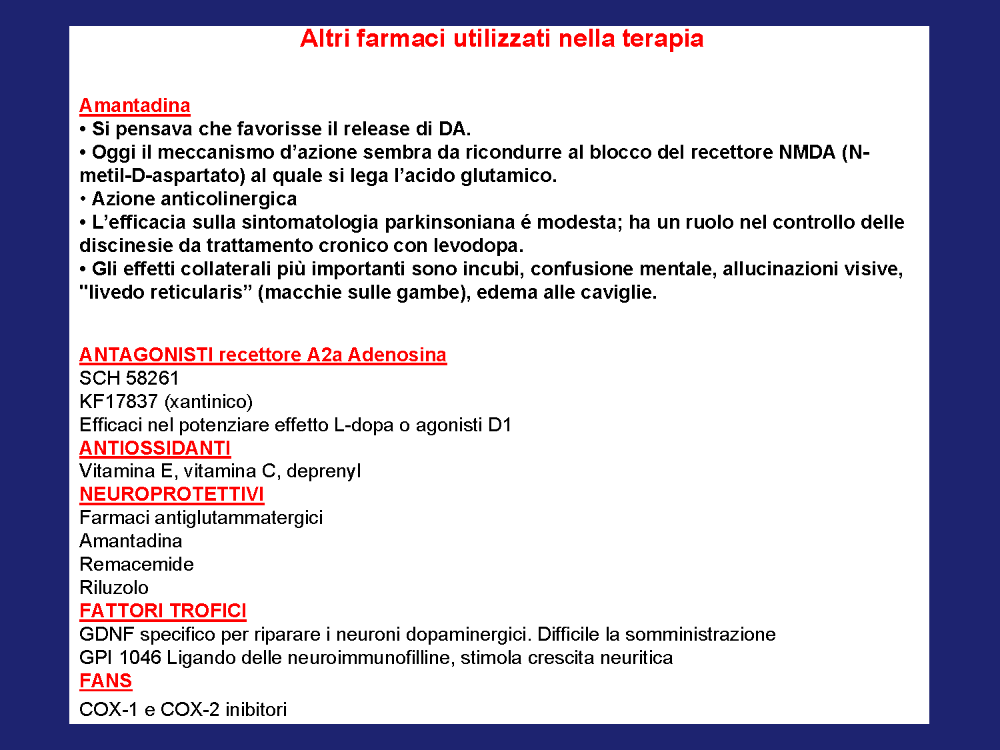 Altri farmaci utilizzati nella terapia
Amantadina
• Si pensava che favorisse il release di DA.
• Oggi il meccanismo d’azione sembra da ricondurre al blocco del recettore NMDA (N-
metil-D-aspartato) al quale si lega l’acido glutamico.
• Azione anticolinergica
• L’efficacia sulla sintomatologia parkinsoniana é modesta; ha un ruolo nel controllo delle
discinesie da trattamento cronico con levodopa.
• Gli effetti collaterali più importanti sono incubi, confusione mentale, allucinazioni visive,
"livedo reticularis” (macchie sulle gambe), edema alle caviglie.
ANTAGONISTI recettore A2a Adenosina
SCH 58261
KF17837 (xantinico)
Efficaci nel potenziare effetto L-dopa o agonisti D1
ANTIOSSIDANTI
Vitamina E, vitamina C, deprenyl
NEUROPROTETTIVI
Farmaci antiglutammatergici
Amantadina
Remacemide
Riluzolo
FATTORI TROFICI
GDNF specifico per riparare i neuroni dopaminergici. Difficile la somministrazione
GPI 1046 Ligando delle neuroimmunofilline, stimola crescita neuritica
FANS
COX-1 e COX-2 inibitori